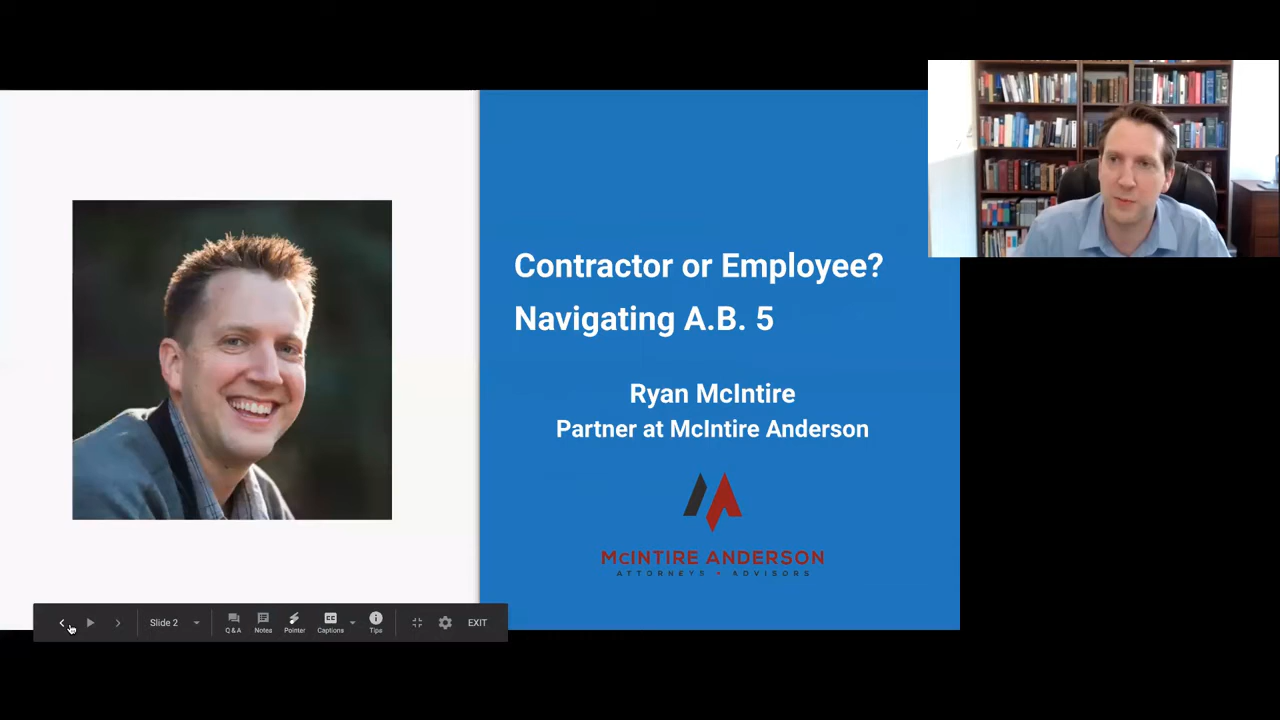 Contractor or Employee?
Navigating A.B. 5
Ryan McIntire
Partner at McIntire Anderson
McINTIRE ANDERSON
ATTORNEYS • ADVISORS
Slide 2
Q&A
Notes
Pointer
CC
Captions
Tips
EXIT